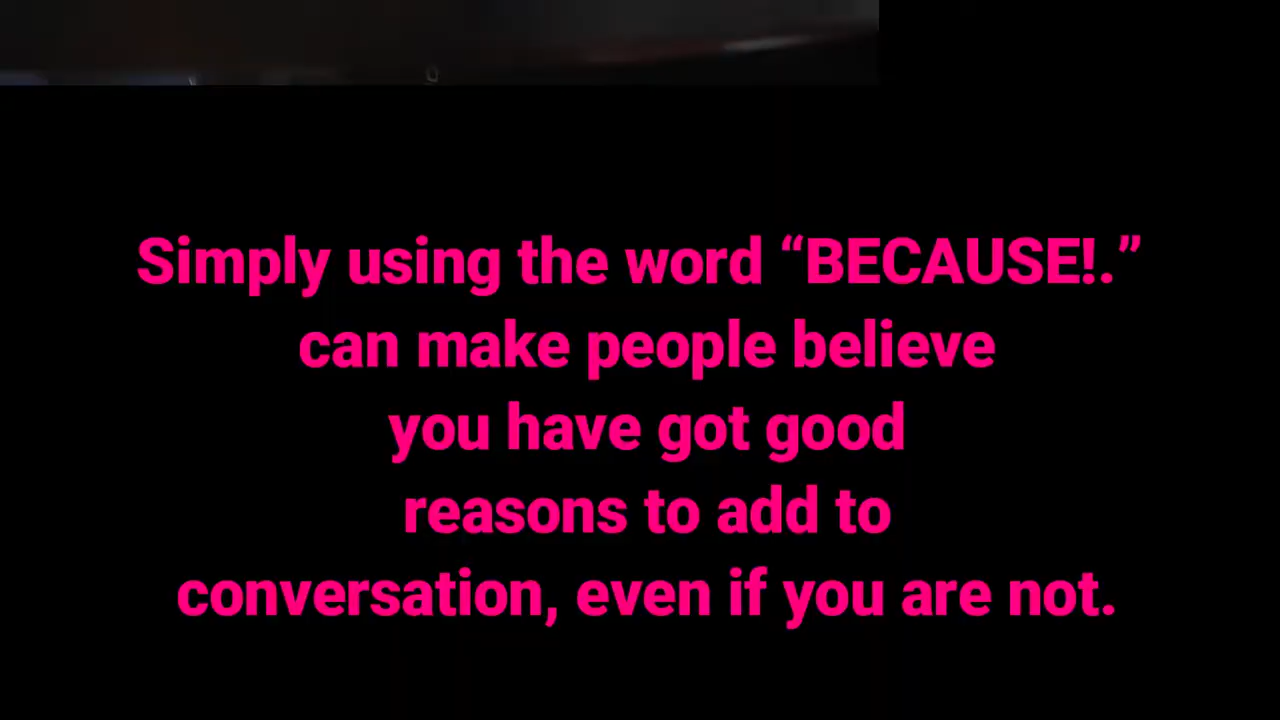 Simply using the word “BECAUSE!.”
can make people believe
you have got good
reasons to add to
conversation, even if you are not.